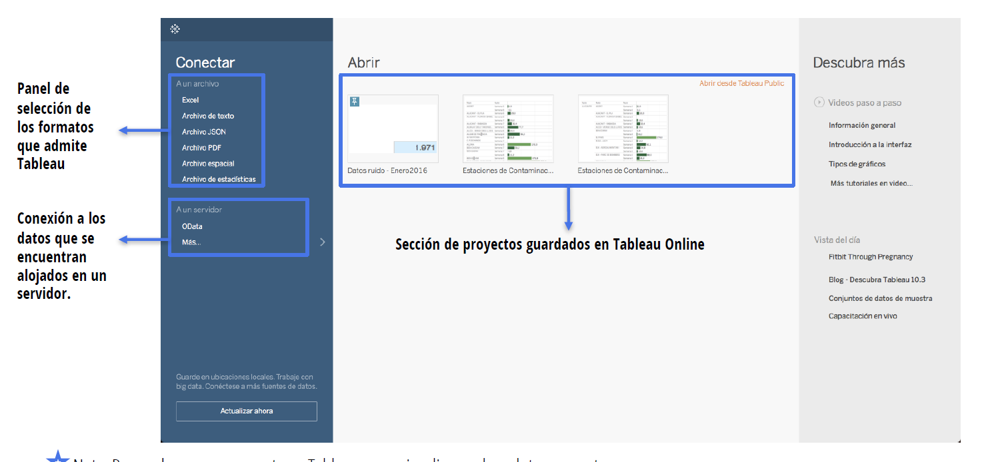 Panel de
selección de
los formatos
que admite
Tableau
Conexión a los
datos que se
encuentran
alojados en un
servidor.
Conectar
A un archivo
Excel
Archivo de texto
Archivo JSON
Archivo PDF
Archivo espacial
Archivo de estadísticas
A un servidor
OData
Más...
Guarde en ubicaciones locales. Trabaje con
big data. Conéctese a más fuentes de datos.
Actualizar ahora
Abrir
Abrir desde Tableau Public
1.971
Datos ruido - Enero2016
Estaciones de Contaminac...
Estaciones de Contaminac...
Sección de proyectos guardados en Tableau Online
Descubra más
Videos paso a paso
Información general
Introducción a la interfaz
Tipos de gráficos
Más tutoriales en video...
Vista del día
Fitbit Through Pregnancy
Blog - Descubra Tableau 10.3
Conjuntos de datos de muestra
Capacitación en vivo